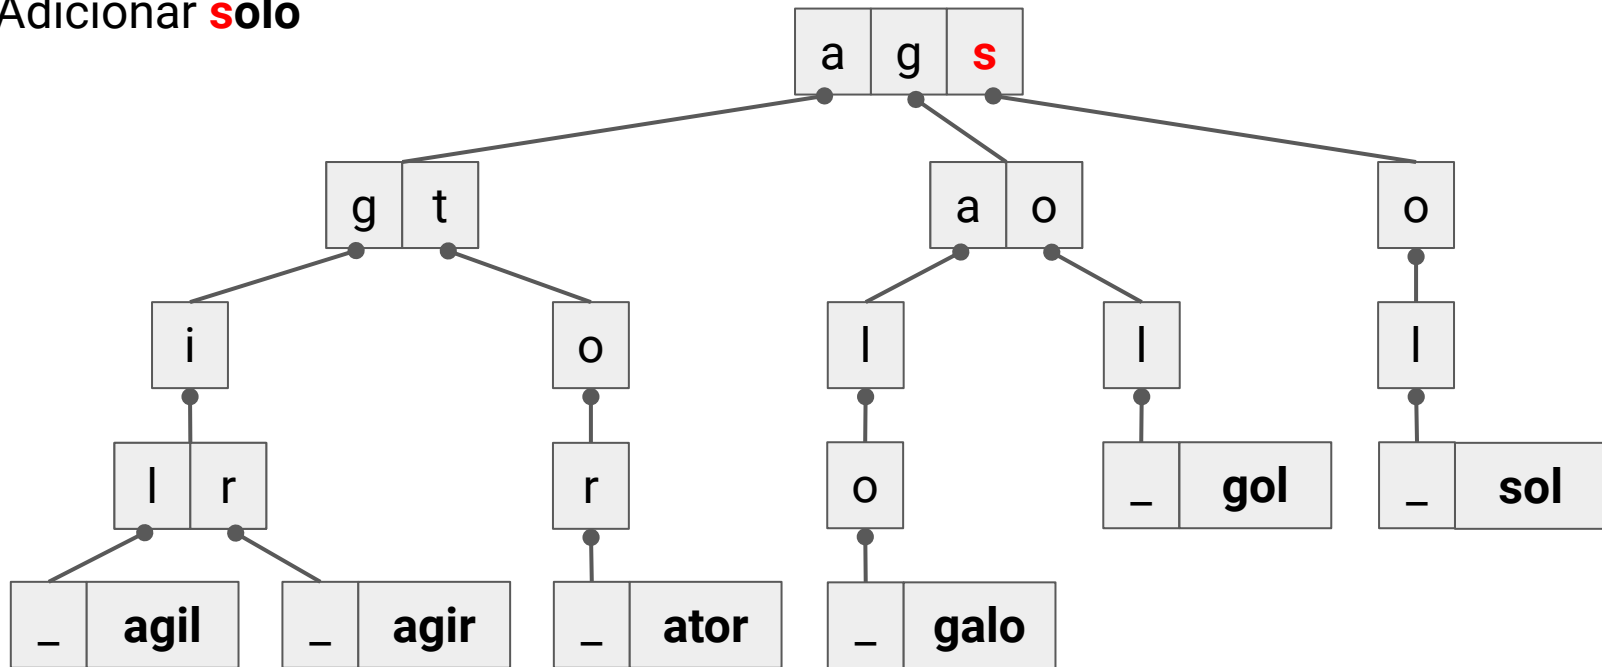 Adicionar solo
a g s
g t a o o
i o l l l
l r r o _ gol _ sol
_ agil _ agir _ ator _ galo